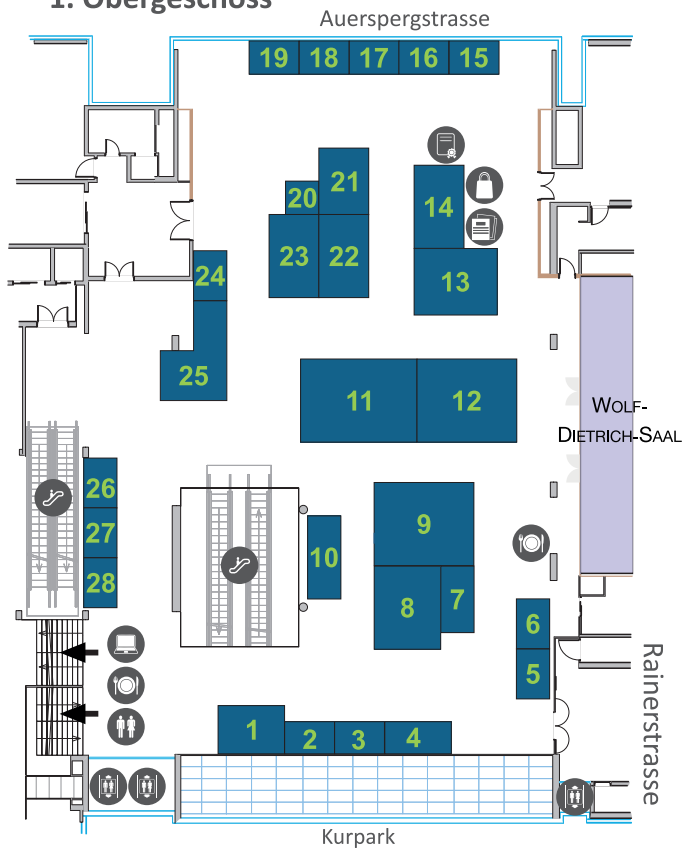 1. Obergeschoss
Auerspergstrasse
19 18 17 16 15
21
20
14
23 22
13
24
25
11 12
WOLF-
DIETRICH-SAAL
26
9
27
10
28
8 7
6
5
1
2 3 4
Rainerstrasse
Kurpark